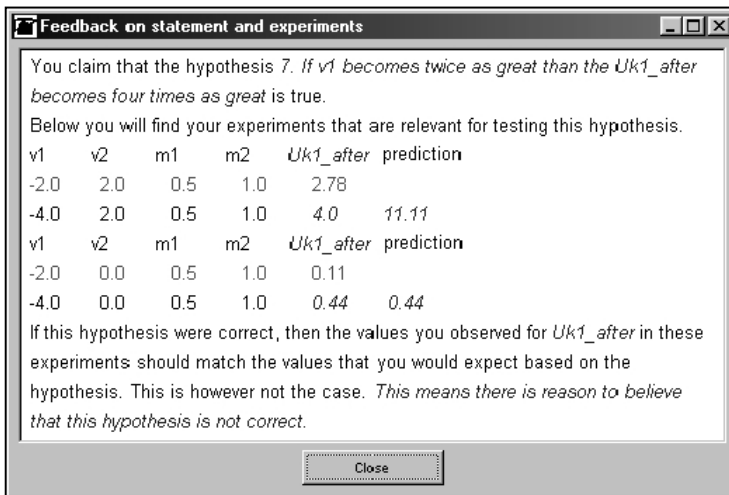 Feedback on statement and experiments
You claim that the hypothesis 7. If v1 becomes twice as great than the Uk1_after
becomes four times as great is true.
Below you will find your experiments that are relevant for testing this hypothesis.
v1 v2 m1 m2 Uk1_after prediction
-2.0 2.0 0.5 1.0 2.78
-4.0 2.0 0.5 1.0 4.0 11.11
v1 v2 m1 m2 Uk1_after prediction
-2.0 0.0 0.5 1.0 0.11
-4.0 0.0 0.5 1.0 0.44 0.44
If this hypothesis were correct, then the values you observed for Uk1_after in these
experiments should match the values that you would expect based on the
hypothesis. This is however not the case. This means there is reason to believe
that this hypothesis is not correct.
Close